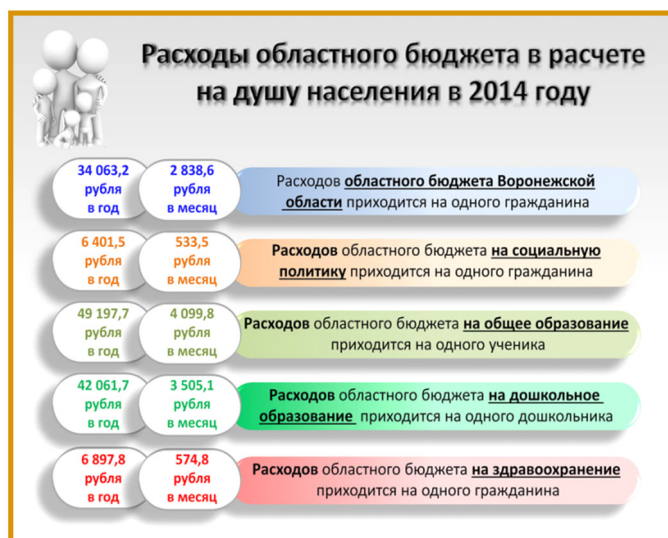 Расходы областного бюджета в расчете
на душу населения в 2014 году
34 063,2
рубля
в год
2 838,6
рубля
в месяц
Расходов областного бюджета Воронежской
области приходится на одного гражданина
6 401,5
рубля
в год
533,5
рубля
в месяц
Расходов областного бюджета на социальную
политику приходится на одного гражданина
49 197,7
рубля
в год
4 099,8
рубля
в месяц
Расходов областного бюджета на общее образование
приходится на одного ученика
42 061,7
рубля
в год
3 505,1
рубля
в месяц
Расходов областного бюджета на дошкольное
образование приходится на одного дошкольника
6 897,8
рубля
в год
574,8
рубля
в месяц
Расходов областного бюджета на здравоохранение
приходится на одного гражданина